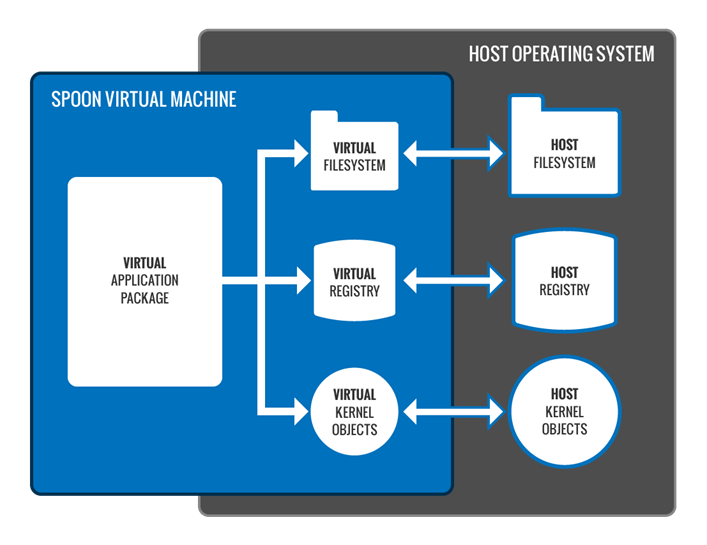 HOST OPERATING SYSTEM
SPOON VIRTUAL MACHINE
VIRTUAL
FILESYSTEM
HOST
FILESYSTEM
VIRTUAL
APPLICATION
PACKAGE
VIRTUAL
REGISTRY
HOST
REGISTRY
VIRTUAL
KERNEL
OBJECTS
HOST
KERNEL
OBJECTS